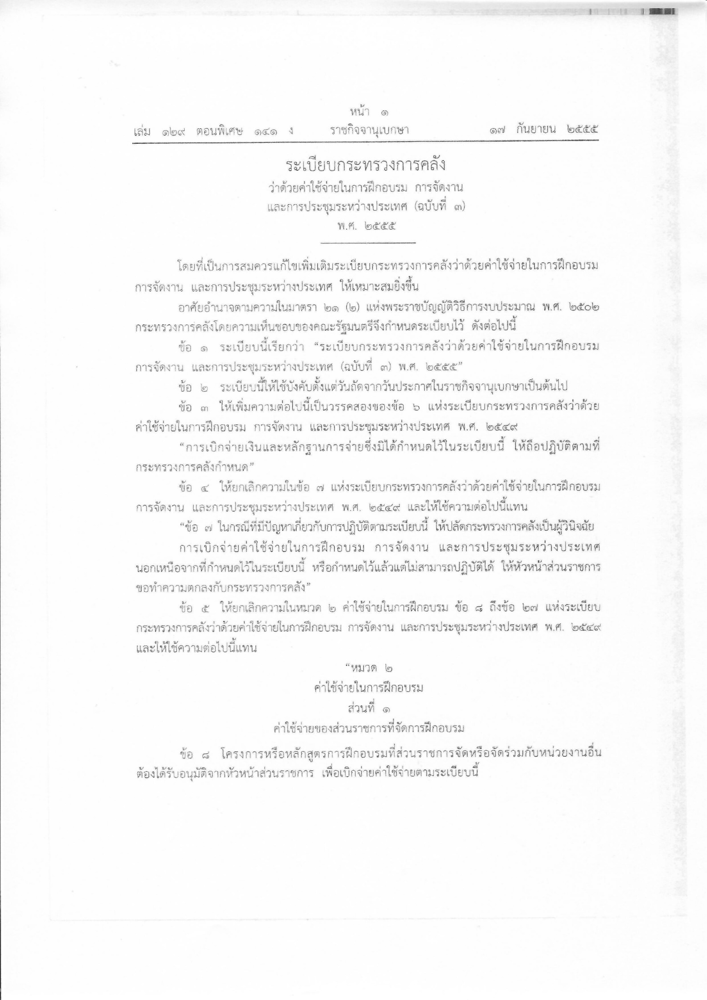 หน้า ๑
เล่ม ๑๒๙ ตอนพิเศษ ๑๔๑ ง ราชกิจจานุเบกษา ๑๗ กันยายน ๒๕๕๕
ระเบียบกระทรวงการคลัง
ว่าด้วยค่าใช้จ่ายในการฝึกอบรม การจัดงาน
และการประชุมระหว่างประเทศ (ฉบับที่ ๓)
พ.ศ. ๒๕๕๕
โดยที่เป็นการสมควรแก้ไขเพิ่มเติมระเบียบกระทรวงการคลังว่าด้วยค่าใช้จ่ายในการฝึกอบรม
การจัดงาน และการประชุมระหว่างประเทศ ให้เหมาะสมยิ่งขึ้น
อาศัยอำนาจตามความในมาตรา ๒๑ (๒) แห่งพระราชบัญญัติวิธีการงบประมาณ พ.ศ. ๒๕๐๒
กระทรวงการคลังโดยความเห็นชอบของคณะรัฐมนตรีจึงกำหนดระเบียบไว้ ดังต่อไปนี้
ข้อ ๑ ระเบียบนี้เรียกว่า “ระเบียบกระทรวงการคลังว่าด้วยค่าใช้จ่ายในการฝึกอบรม
การจัดงาน และการประชุมระหว่างประเทศ (ฉบับที่ ๓) พ.ศ. ๒๕๕๕”
ข้อ ๒ ระเบียบนี้ให้ใช้บังคับตั้งแต่วันถัดจากวันประกาศในราชกิจจานุเบกษาเป็นต้นไป
ข้อ ๓ ให้เพิ่มความต่อไปนี้เป็นวรรคสองของข้อ ๖ แห่งระเบียบกระทรวงการคลังว่าด้วย
ค่าใช้จ่ายในการฝึกอบรม การจัดงาน และการประชุมระหว่างประเทศ พ.ศ. ๒๕๔๙
“การเบิกจ่ายเงินและหลักฐานการจ่ายซึ่งมิได้กำหนดไว้ในระเบียบนี้ ให้ถือปฏิบัติตามที่
กระทรวงการคลังกำหนด”
ข้อ ๔ ให้ยกเลิกความในข้อ ๗ แห่งระเบียบกระทรวงการคลังว่าด้วยค่าใช้จ่ายในการฝึกอบรม
การจัดงาน และการประชุมระหว่างประเทศ พ.ศ. ๒๕๔๙ และให้ใช้ความต่อไปนี้แทน
“ข้อ ๗ ในกรณีที่มีปัญหาเกี่ยวกับการปฏิบัติตามระเบียบนี้ ให้ปลัดกระทรวงการคลังเป็นผู้วินิจฉัย
การเบิกจ่ายค่าใช้จ่ายในการฝึกอบรม การจัดงาน และการประชุมระหว่างประเทศ
นอกเหนือจากที่กำหนดไว้ในระเบียบนี้ หรือกำหนดไว้แล้วแต่ไม่สามารถปฏิบัติได้ ให้หัวหน้าส่วนราชการ
ขอทำความตกลงกับกระทรวงการคลัง”
ข้อ ๕ ให้ยกเลิกความในหมวด ๒ ค่าใช้จ่ายในการฝึกอบรม ข้อ ๘ ถึงข้อ ๒๗ แห่งระเบียบ
กระทรวงการคลังว่าด้วยค่าใช้จ่ายในการฝึกอบรม การจัดงาน และการประชุมระหว่างประเทศ พ.ศ. ๒๕๔๙
และให้ใช้ความต่อไปนี้แทน
“หมวด ๒
ค่าใช้จ่ายในการฝึกอบรม
ส่วนที่ ๑
ค่าใช้จ่ายของส่วนราชการที่จัดการฝึกอบรม
ข้อ ๘ โครงการหรือหลักสูตรการฝึกอบรมที่ส่วนราชการจัดหรือจัดร่วมกับหน่วยงานอื่น
ต้องได้รับอนุมัติจากหัวหน้าส่วนราชการ เพื่อเบิกจ่ายค่าใช้จ่ายตามระเบียบนี้